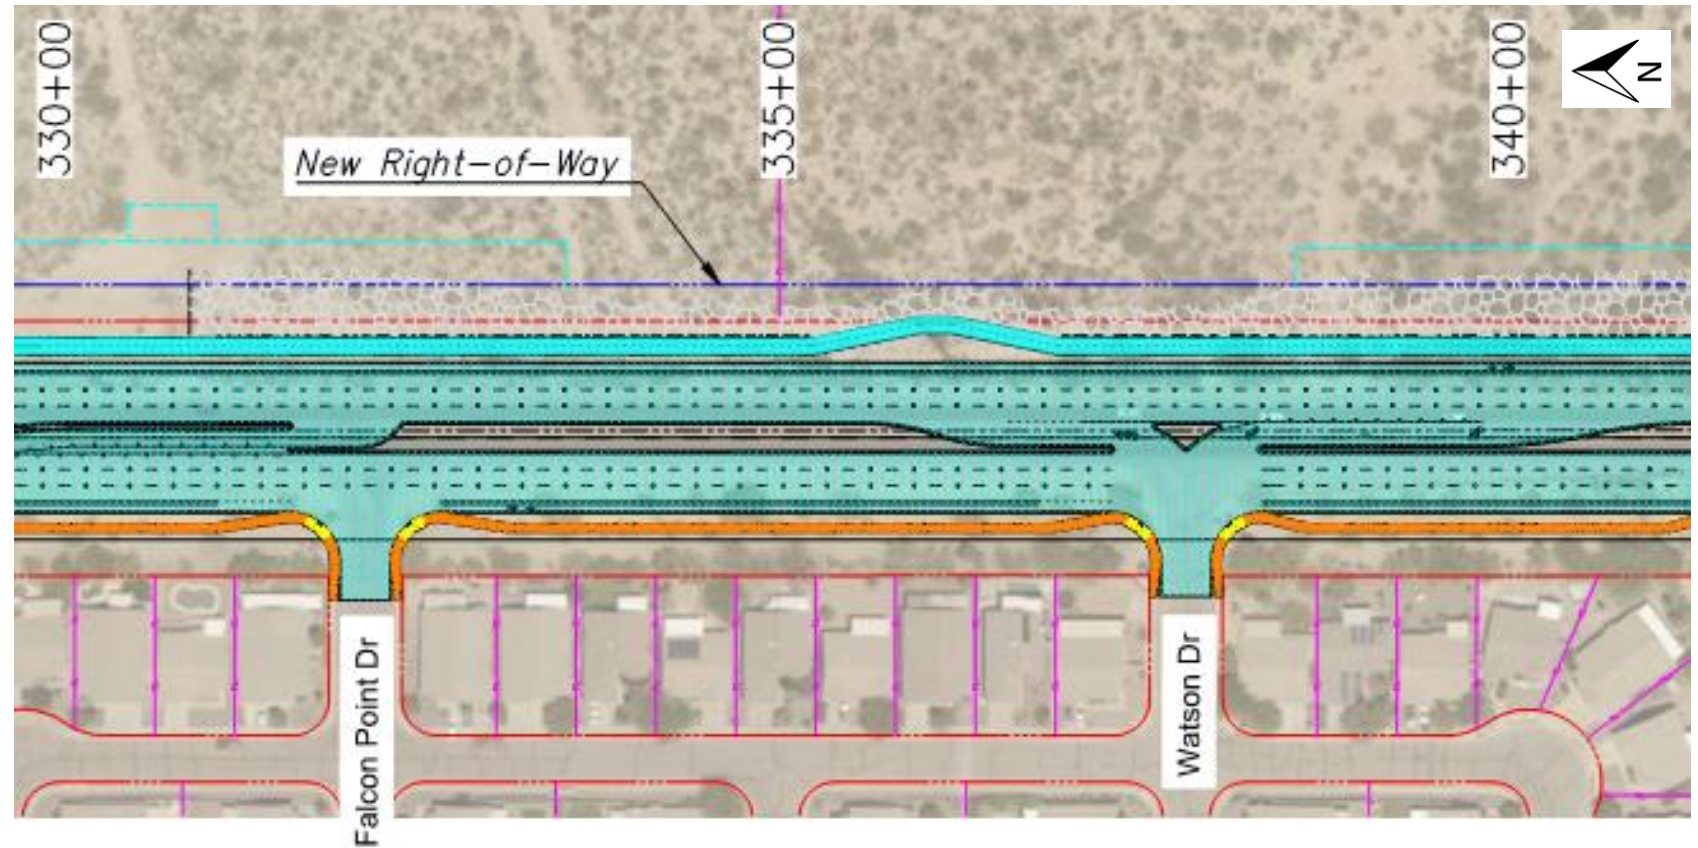 330+00
335+00
340+00
N
New Right-of-Way
Falcon Point Dr
Watson Dr